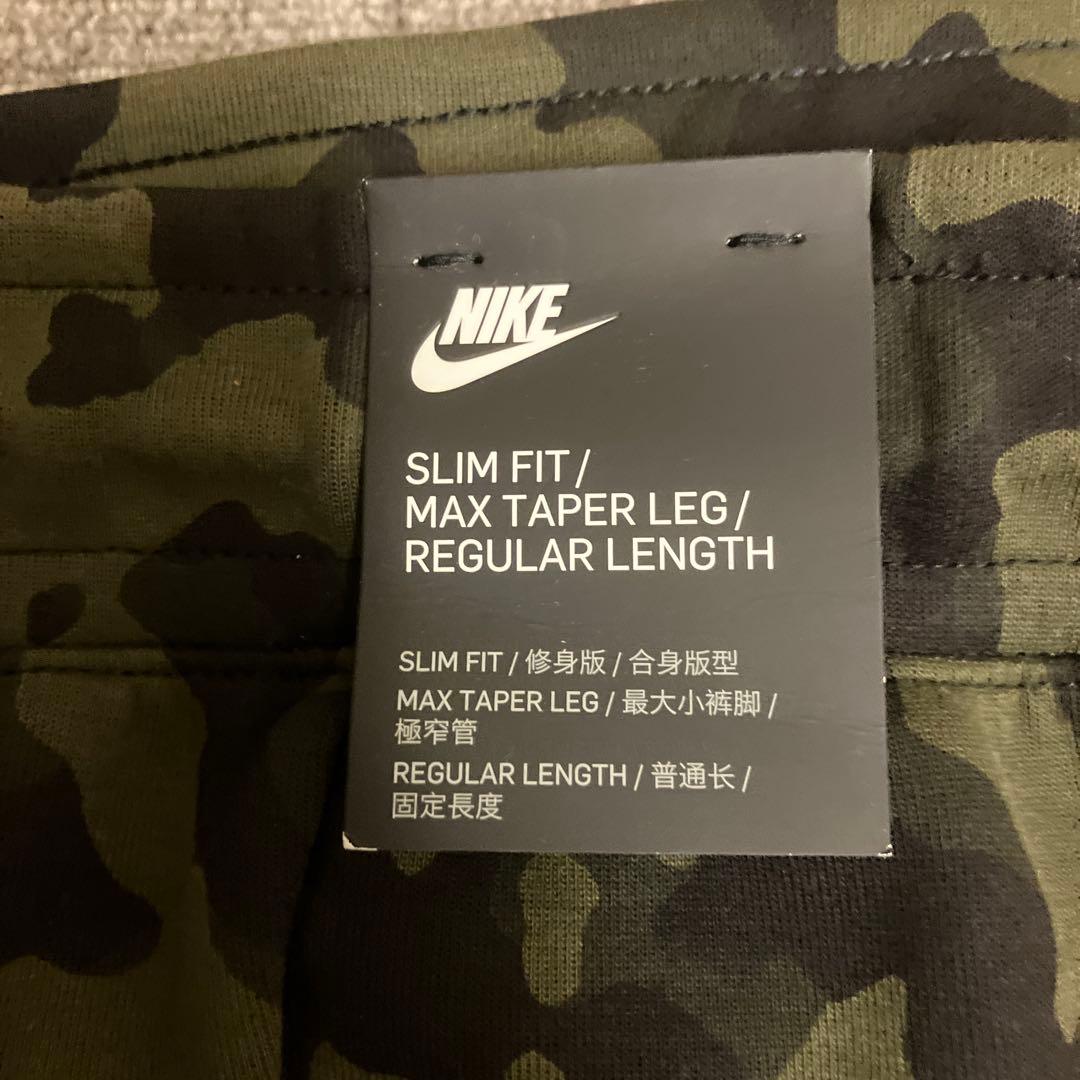 NIKE
SLIM FIT/
MAX TAPER LEG/
REGULAR LENGTH
SLIM FIT / 修身版 / 合身版型
MAX TAPER LEG / 最大小裤脚 /
極窄管
REGULAR LENGTH / 普通长 /
固定長度